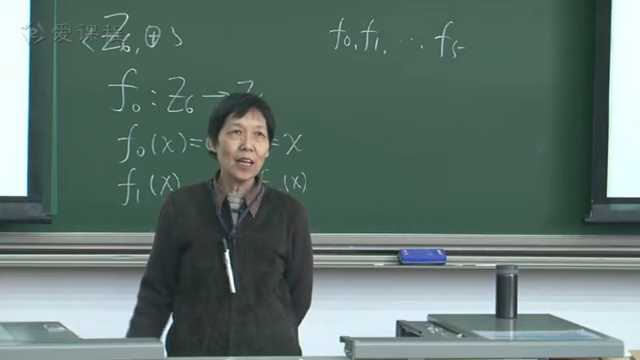 爱课程
<Z₆,⊕>
f₀,f₁,⋯,f₅
f₀:Z₆→Z₆
f₀(x)= =x
f₁(x) (x)